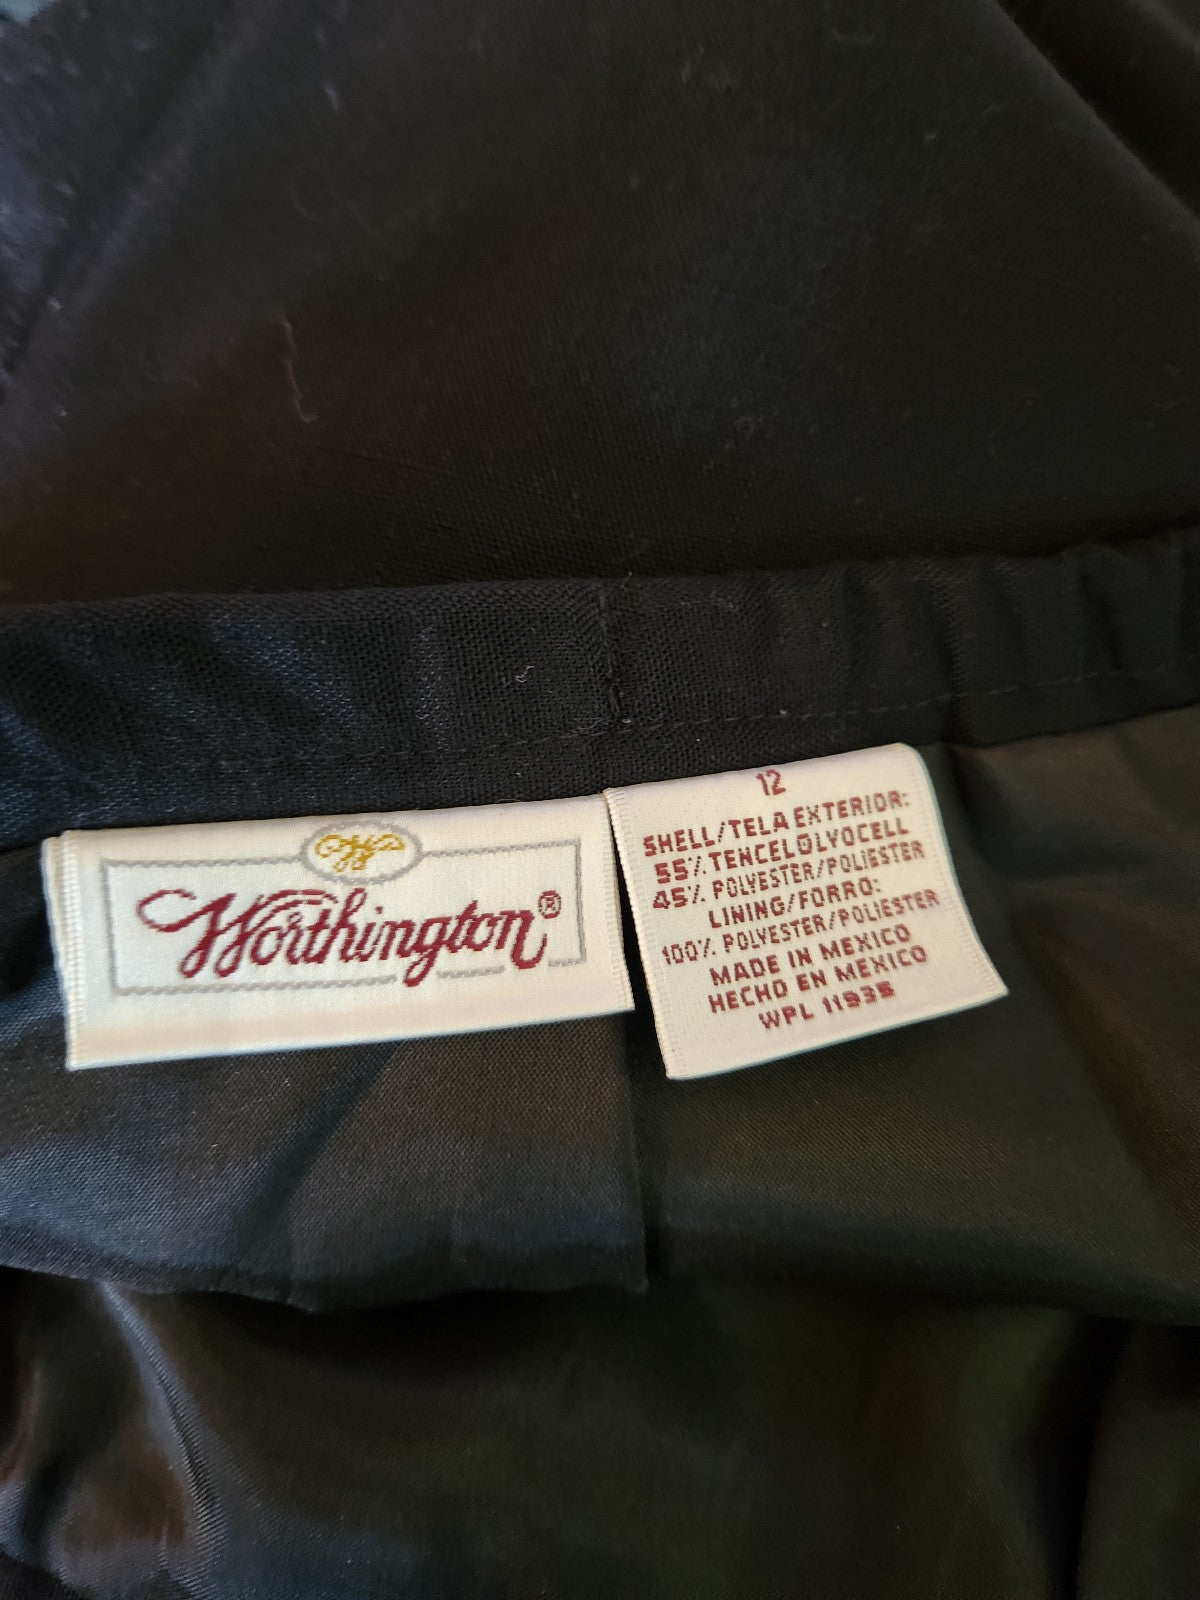 Worthington®
12
SHELL/TELA EXTERIOR:
55% TENCEL® LYOCELL
45% POLYESTER/POLIESTER
LINING/FORRO:
100% POLYESTER/POLIESTER
MADE IN MEXICO
HECHO EN MEXICO
WPL 11935